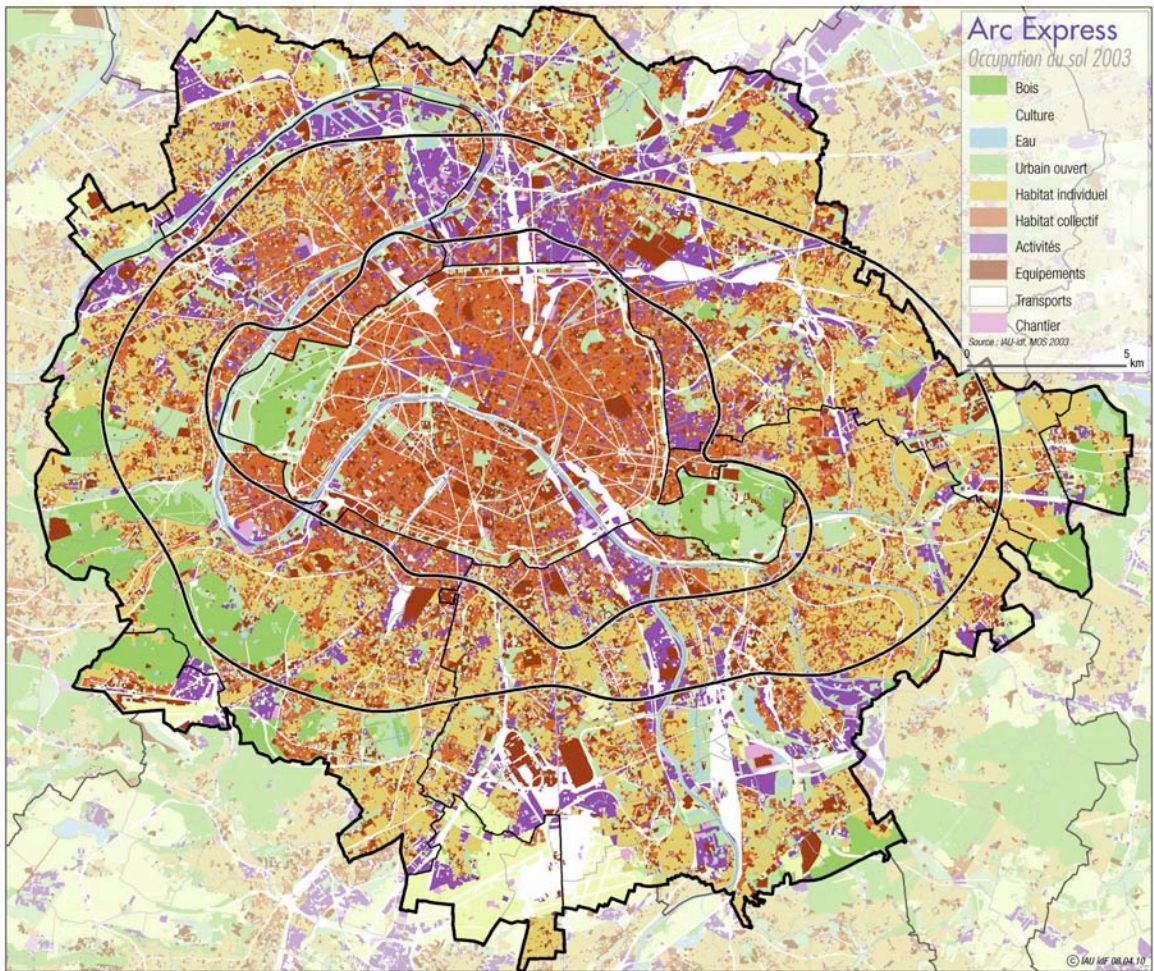 Arc Express
Occupation du sol 2003
Bois
Culture
Eau
Urbain ouvert
Habitat individuel
Habitat collectif
Activités
Equipements
Transports
Chantier
Source : IAU-îdf, MOS 2003
0 5
km
© IAU îdF 08.04.10